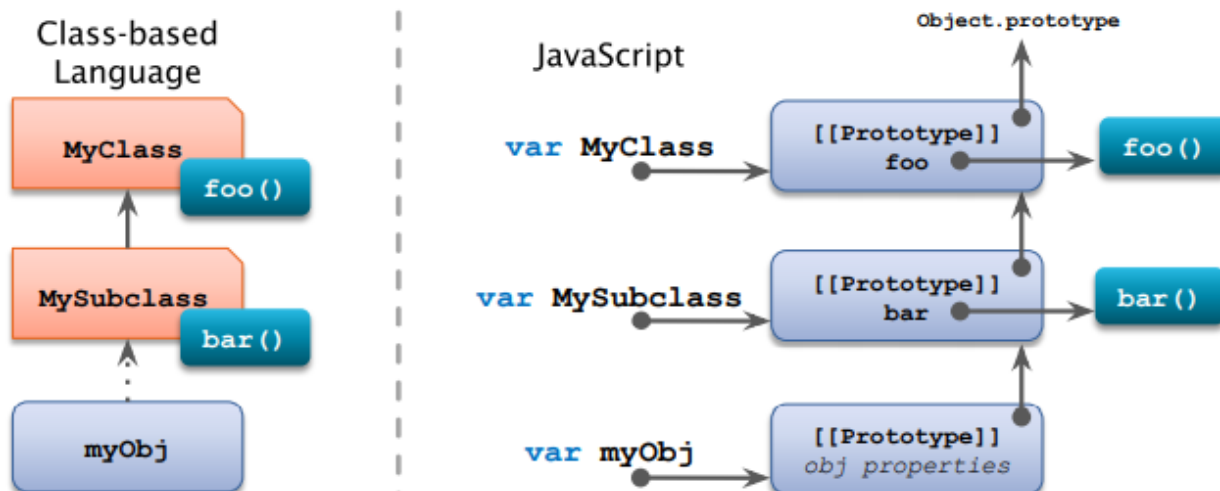 Class-based
Language
MyClass
foo()
MySubclass
bar()
myObj
JavaScript
Object.prototype
var MyClass
[[Prototype]]
foo
foo()
var MySubclass
[[Prototype]]
bar
bar()
var myObj
[[Prototype]]
obj properties